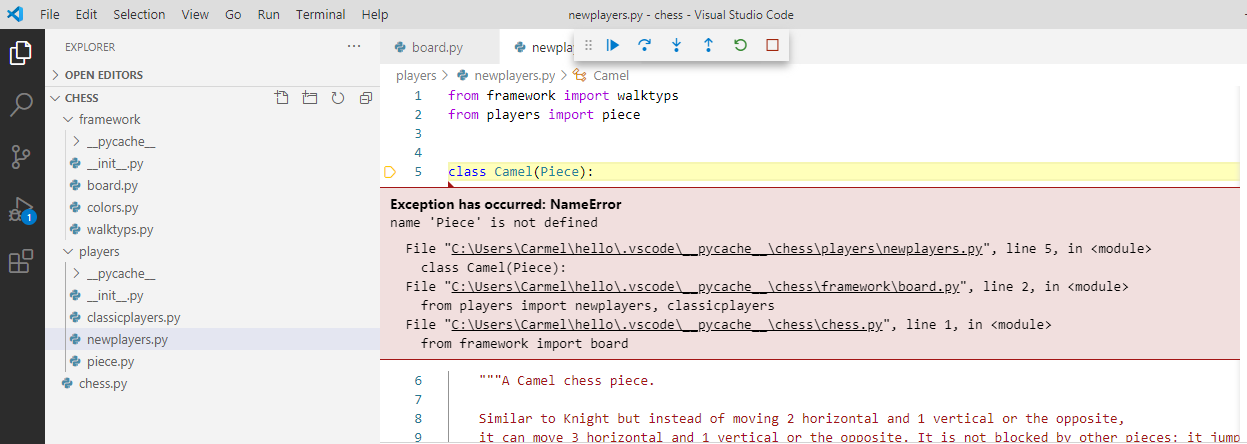 File Edit Selection View Go Run Terminal Help newplayers.py - chess - Visual Studio Code
EXPLORER ...
OPEN EDITORS
CHESS
framework
__pycache__
__init__.py
board.py
colors.py
walktyps.py
players
__pycache__
__init__.py
classicplayers.py
newplayers.py
piece.py
chess.py
1
board.py newpla
players > newplayers.py > Camel
1 from framework import walktyps
2 from players import piece
3
4
5 class Camel(Piece):
Exception has occurred: NameError
name 'Piece' is not defined
File "C:\Users\Carmel\hello\.vscode\__pycache__\chess\players\newplayers.py", line 5, in <module>
class Camel(Piece):
File "C:\Users\Carmel\hello\.vscode\__pycache__\chess\framework\board.py", line 2, in <module>
from players import newplayers, classicplayers
File "C:\Users\Carmel\hello\.vscode\__pycache__\chess\chess.py", line 1, in <module>
from framework import board
6 """A Camel chess piece.
7
8 Similar to Knight but instead of moving 2 horizontal and 1 vertical or the opposite,
9 it can move 3 horizontal and 1 vertical or the opposite. It is not blocked by other pieces: it jump